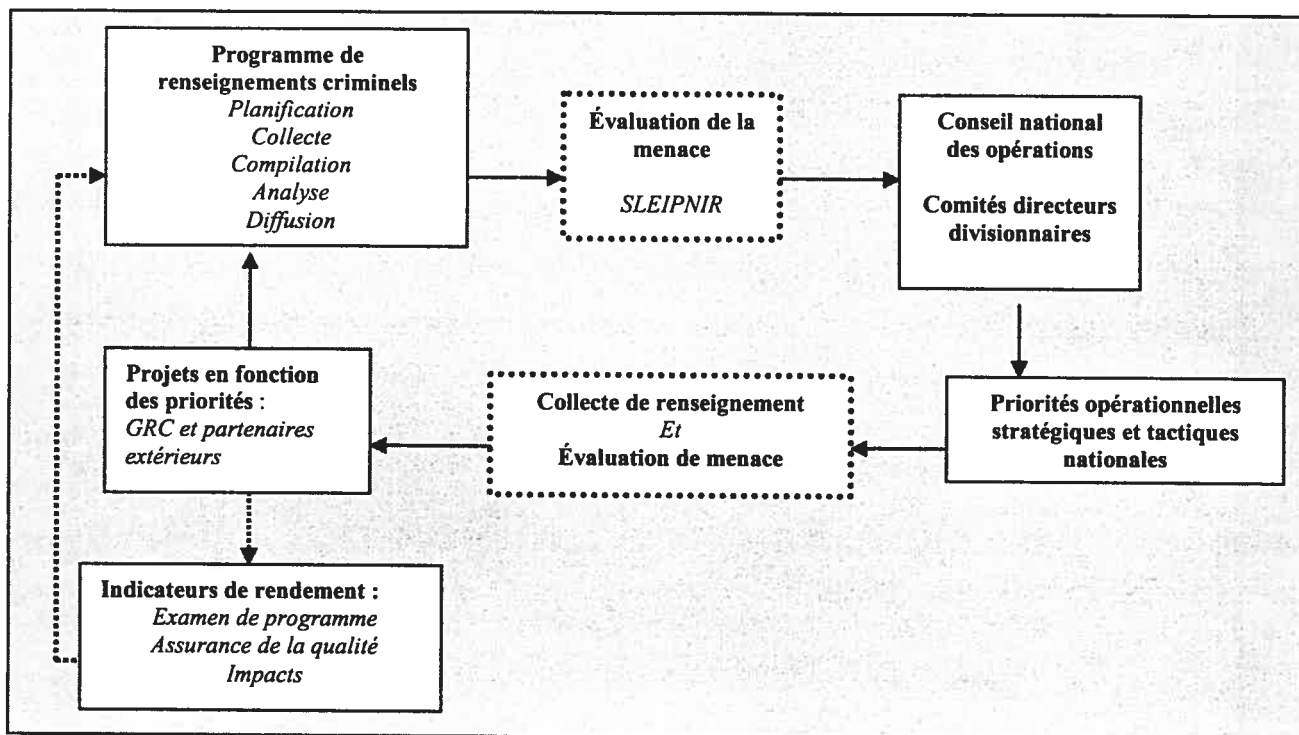 Programme de
renseignements criminels
Planification
Collecte
Compilation
Analyse
Diffusion
Évaluation de la
menace
SLEIPNIR
Conseil national
des opérations
Comités directeurs
divisionnaires
Priorités opérationnelles
stratégiques et tactiques
nationales
Collecte de renseignement
Et
Évaluation de menace
Projets en fonction
des priorités :
GRC et partenaires
extérieurs
Indicateurs de rendement :
Examen de programme
Assurance de la qualité
Impacts